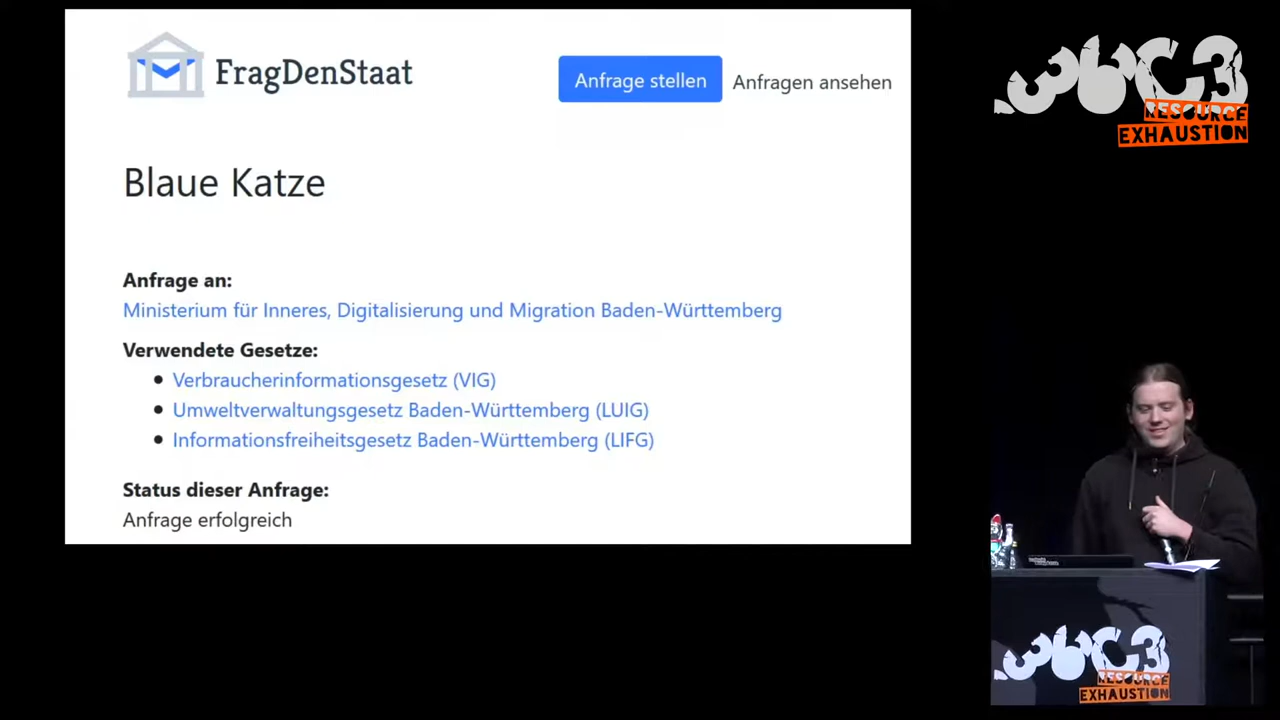 FragDenStaat
Anfrage stellen
Anfragen ansehen
Blaue Katze
Anfrage an:
Ministerium für Inneres, Digitalisierung und Migration Baden-Württemberg
Verwendete Gesetze:
• Verbraucherinformationsgesetz (VIG)
• Umweltverwaltungsgesetz Baden-Württemberg (LUIG)
• Informationsfreiheitsgesetz Baden-Württemberg (LIFG)
Status dieser Anfrage:
Anfrage erfolgreich
36C3
RESOURCE
EXHAUSTION
36C3
RESOURCE
EXHAUSTION